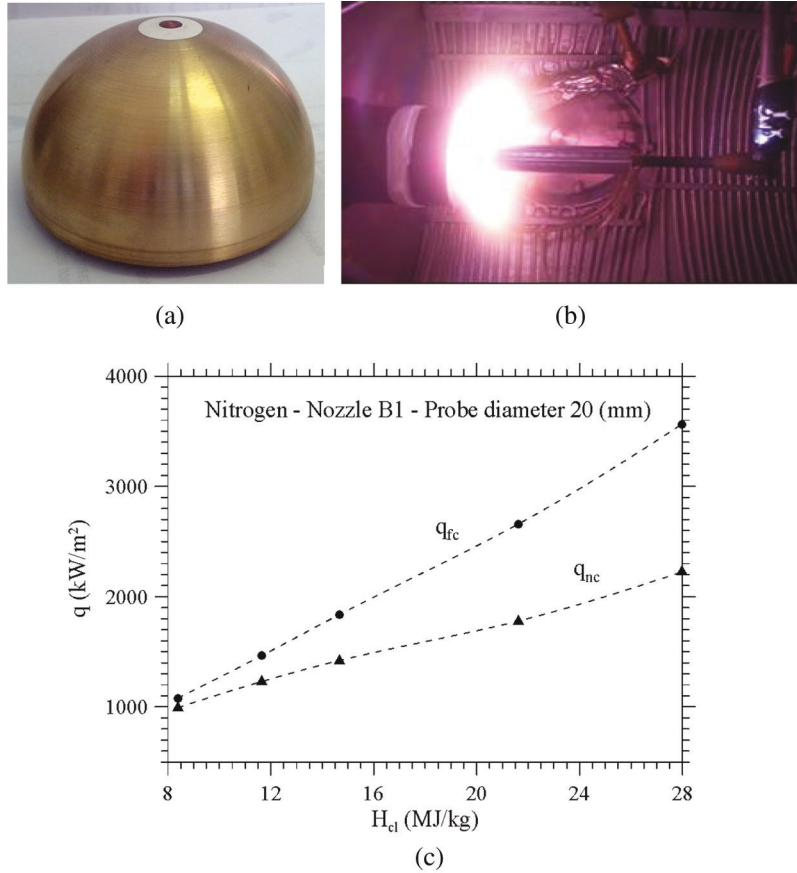 (a)
(b)
4000
Nitrogen - Nozzle B1 - Probe diameter 20 (mm)
3000
q_fc
q (kW/m²)
q_nc
2000
1000
8 12 16 20 24 28
H_cl (MJ/kg)
(c)